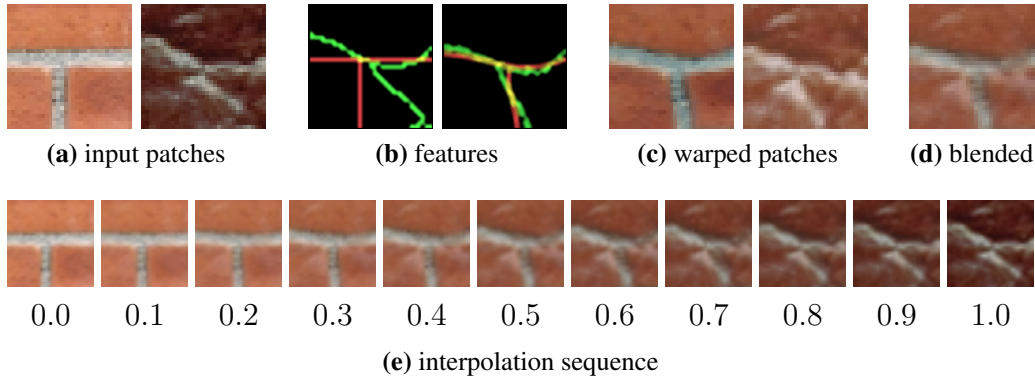 (a) input patches
(b) features
(c) warped patches
(d) blended
0.0 0.1 0.2 0.3 0.4 0.5 0.6 0.7 0.8 0.9 1.0
(e) interpolation sequence